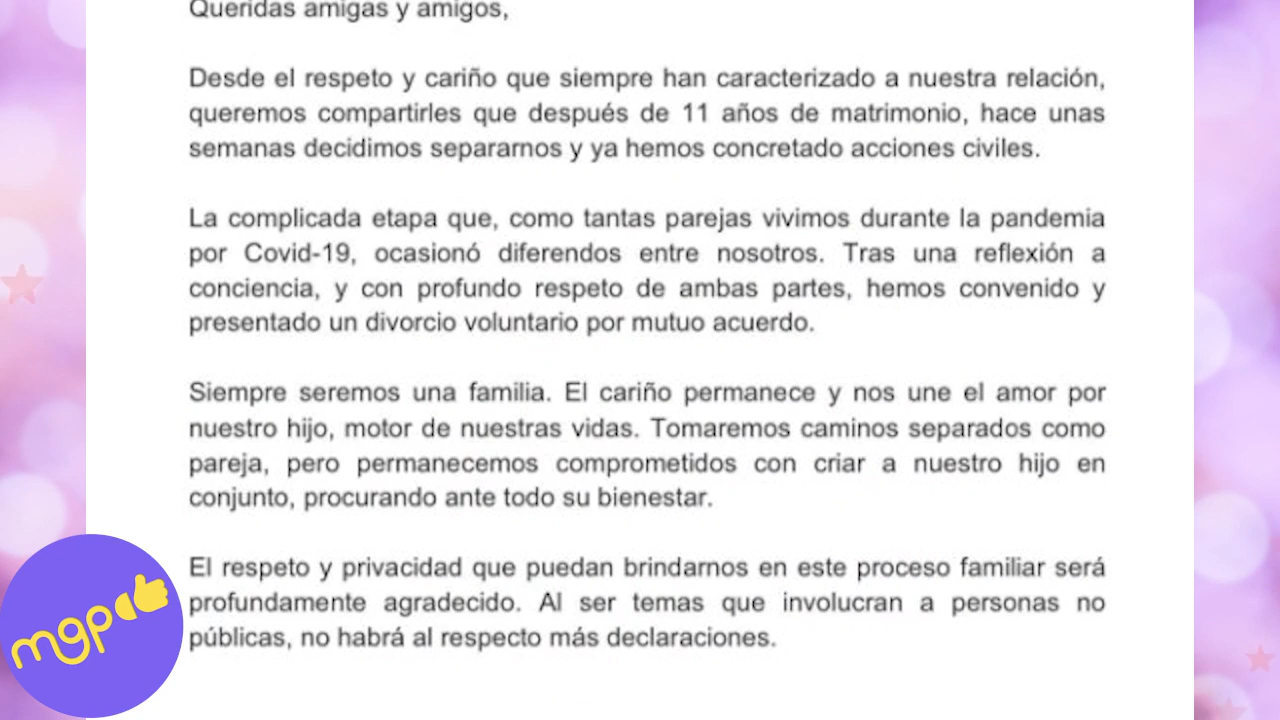 Queridas amigas y amigos,
Desde el respeto y cariño que siempre han caracterizado a nuestra relación,
queremos compartirles que después de 11 años de matrimonio, hace unas
semanas decidimos separarnos y ya hemos concretado acciones civiles.
La complicada etapa que, como tantas parejas vivimos durante la pandemia
por Covid-19, ocasionó diferendos entre nosotros. Tras una reflexión a
conciencia, y con profundo respeto de ambas partes, hemos convenido y
presentado un divorcio voluntario por mutuo acuerdo.
Siempre seremos una familia. El cariño permanece y nos une el amor por
nuestro hijo, motor de nuestras vidas. Tomaremos caminos separados como
pareja, pero permanecemos comprometidos con criar a nuestro hijo en
conjunto, procurando ante todo su bienestar.
El respeto y privacidad que puedan brindarnos en este proceso familiar será
profundamente agradecido. Al ser temas que involucran a personas no
públicas, no habrá al respecto más declaraciones.
mgp